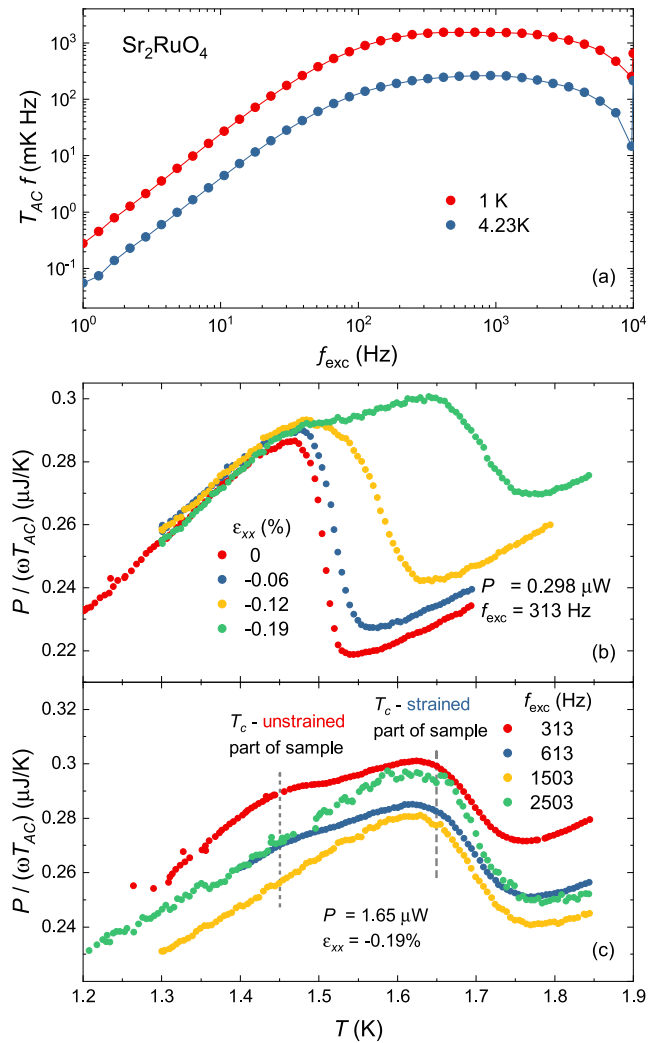 Sr₂RuO₄
10³
10²
10¹
10⁰
10⁻¹
T_AC f (mK Hz)
1 K
4.23K
(a)
10⁰ 10¹ 10² 10³ 10⁴
f_exc (Hz)
0.3
0.28
0.26
0.24
0.22
P / (ωT_AC) (μJ/K)
ε_xx (%)
0
-0.06
-0.12
-0.19
P = 0.298 μW
f_exc = 313 Hz
(b)
0.32
0.3
0.28
0.26
0.24
P / (ωT_AC) (μJ/K)
T_c - unstrained
part of sample
T_c - strained
part of sample
f_exc (Hz)
313
613
1503
2503
P = 1.65 μW
ε_xx = -0.19%
(c)
1.2 1.3 1.4 1.5 1.6 1.7 1.8 1.9
T (K)